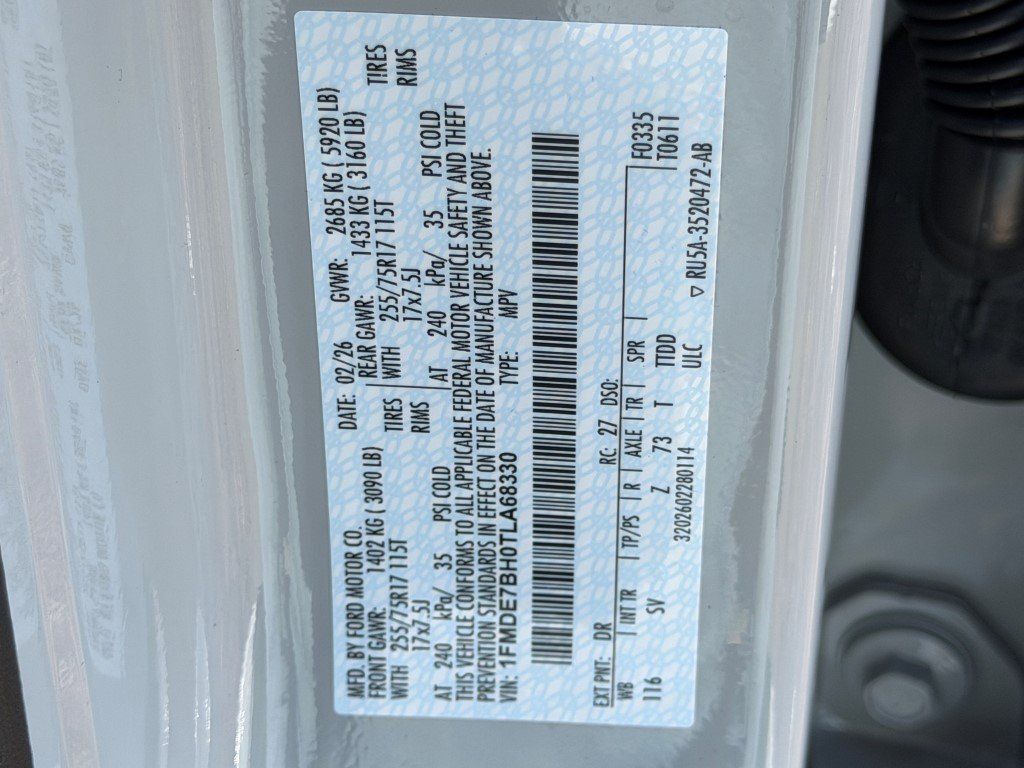 MFD. BY FORD MOTOR CO.
DATE: 02/26 GVWR: 2685 KG ( 5920 LB)
FRONT GAWR: 1402 KG ( 3090 LB) REAR GAWR: 1433 KG ( 3160 LB)
WITH 255/75R17 115T TIRES WITH 255/75R17 115T TIRES
17x7.5J RIMS 17x7.5J RIMS
AT 240 kPa/ 35 PSI COLD AT 240 kPa/ 35 PSI COLD
THIS VEHICLE CONFORMS TO ALL APPLICABLE FEDERAL MOTOR VEHICLE SAFETY AND THEFT
PREVENTION STANDARDS IN EFFECT ON THE DATE OF MANUFACTURE SHOWN ABOVE.
VIN: 1FMDE7BH0TLA68330 TYPE: MPV
EXT PNT: DR RC: 27 DSO: F0335
WB INT TR TP/PS R AXLE TR SPR T0611
116 SV Z 73 T TTDD
3202602280114 ULC
▽ RU5A-3520472-AB